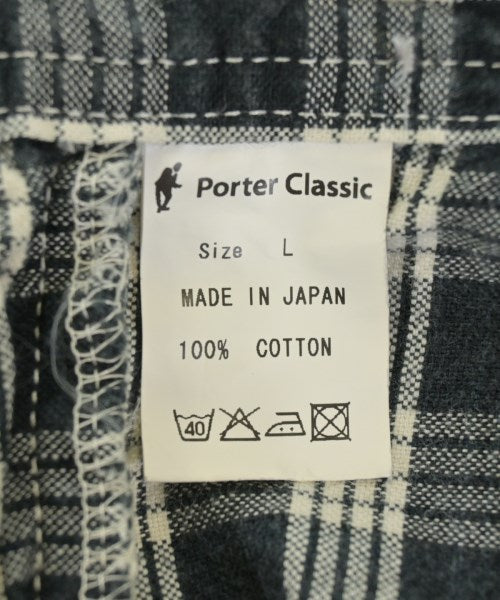 Porter Classic
Size L
MADE IN JAPAN
100% COTTON
40